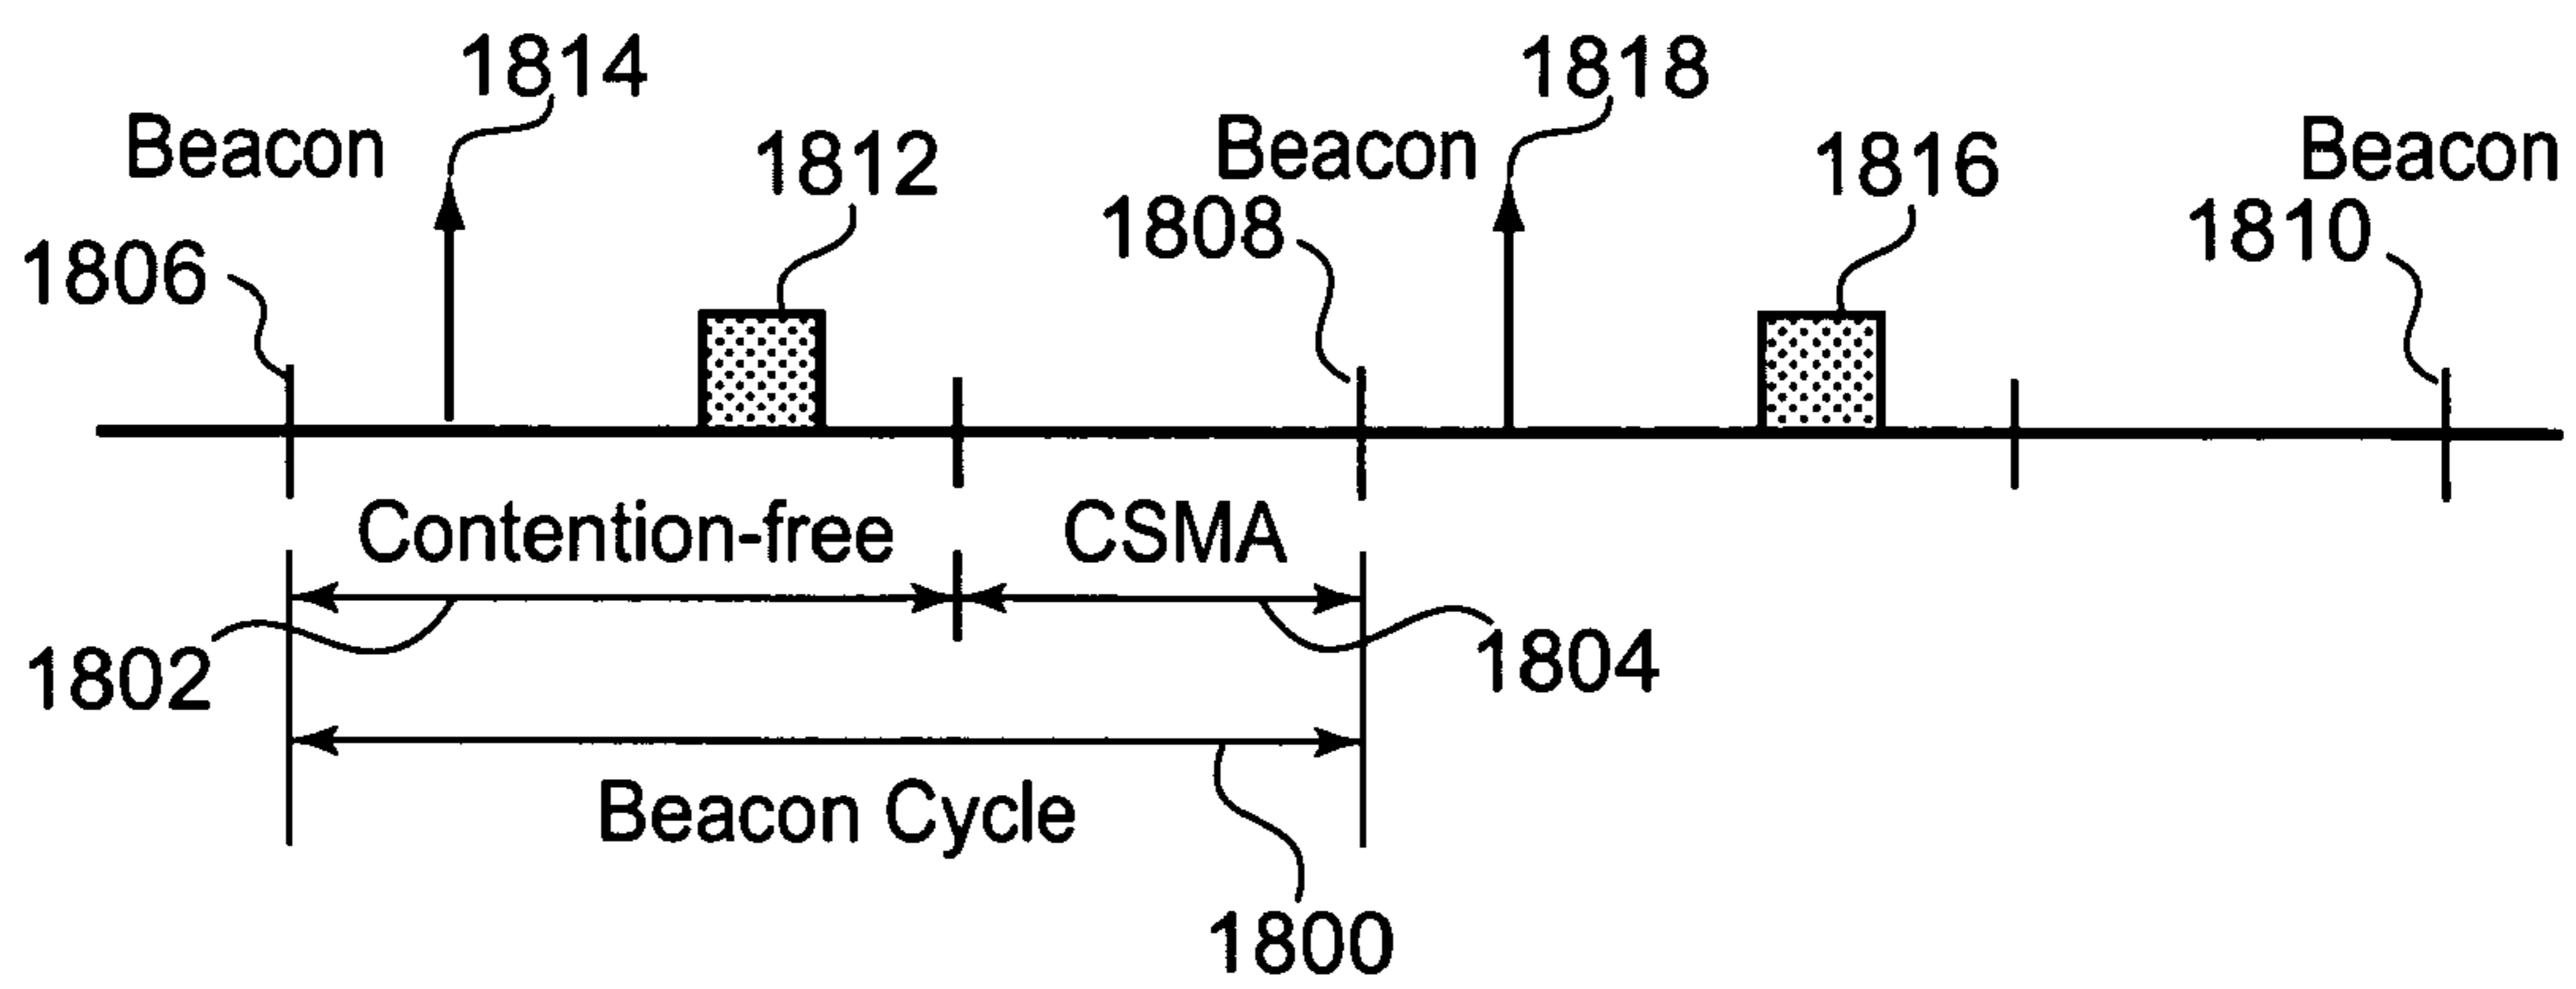 1814
1818
Beacon
1812
Beacon
1816
Beacon
1806
1808
1810
Contention-free
CSMA
1802
1804
Beacon Cycle
1800